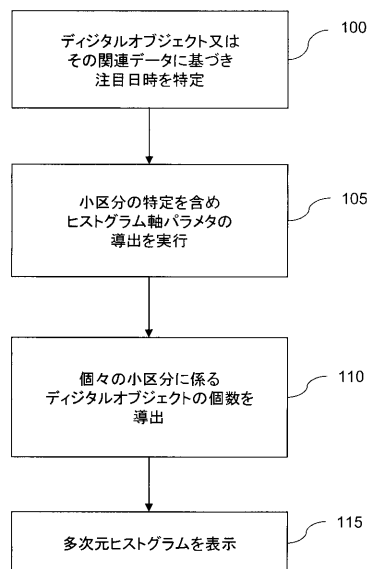 ディジタルオブジェクト又は
その関連データに基づき
注目日時を特定
100
小区分の特定を含め
ヒストグラム軸パラメタの
導出を実行
105
個々の小区分に係る
ディジタルオブジェクトの個数を
導出
110
多次元ヒストグラムを表示
115